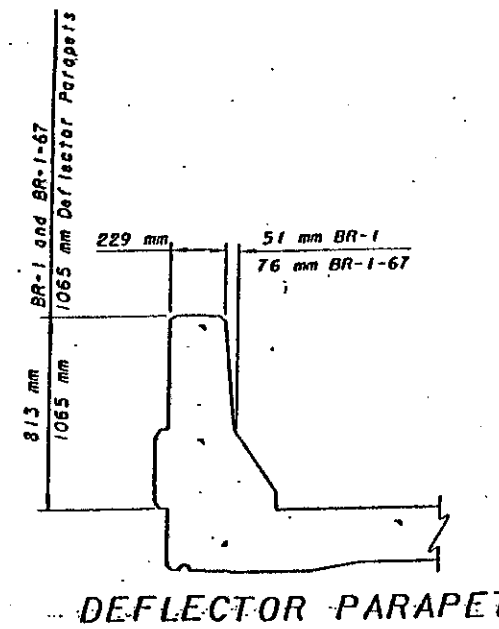 BR-1 and BR-1-67
1065 mm Deflector Parapets
813 mm
1065 mm
229 mm
51 mm BR-1
76 mm BR-1-67
DEFLECTOR PARAPET